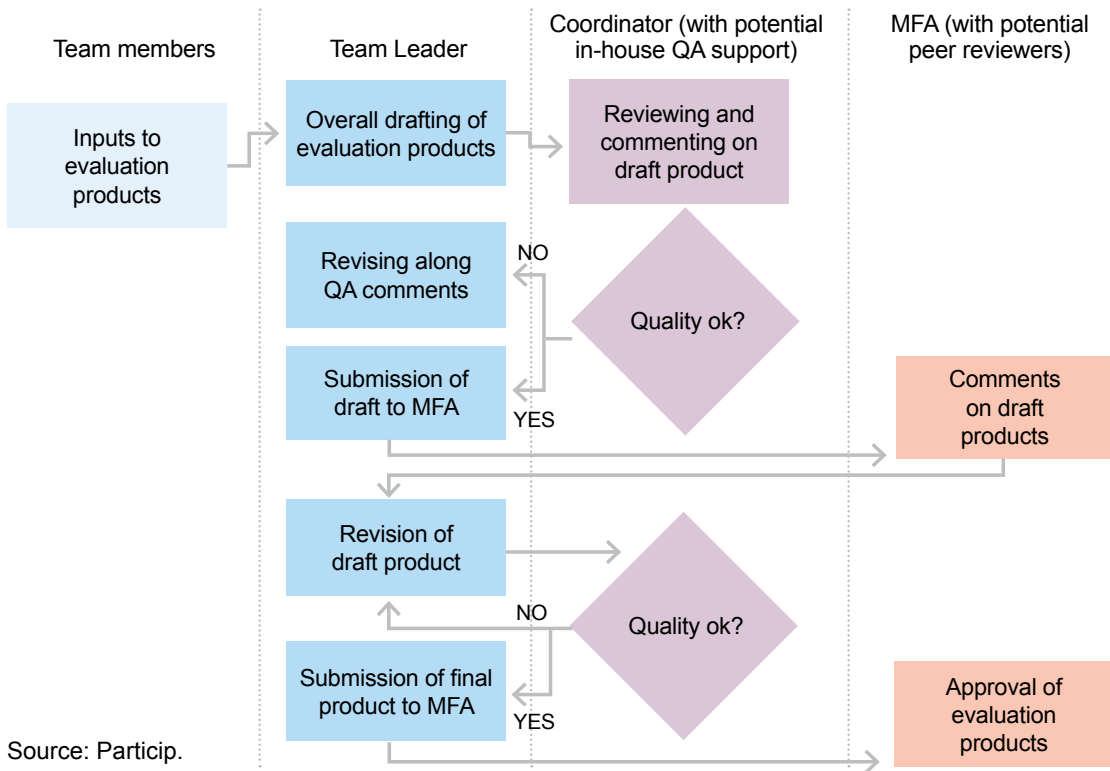 Team members
Team Leader
Coordinator (with potential
in-house QA support)
MFA (with potential
peer reviewers)
Inputs to
evaluation
products
Overall drafting of
evaluation products
Reviewing and
commenting on
draft product
Revising along
QA comments
NO
Quality ok?
Submission of
draft to MFA
YES
Comments
on draft
products
Revision of
draft product
NO
Quality ok?
Submission of final
product to MFA
YES
Approval of
evaluation
products
Source: Particip.